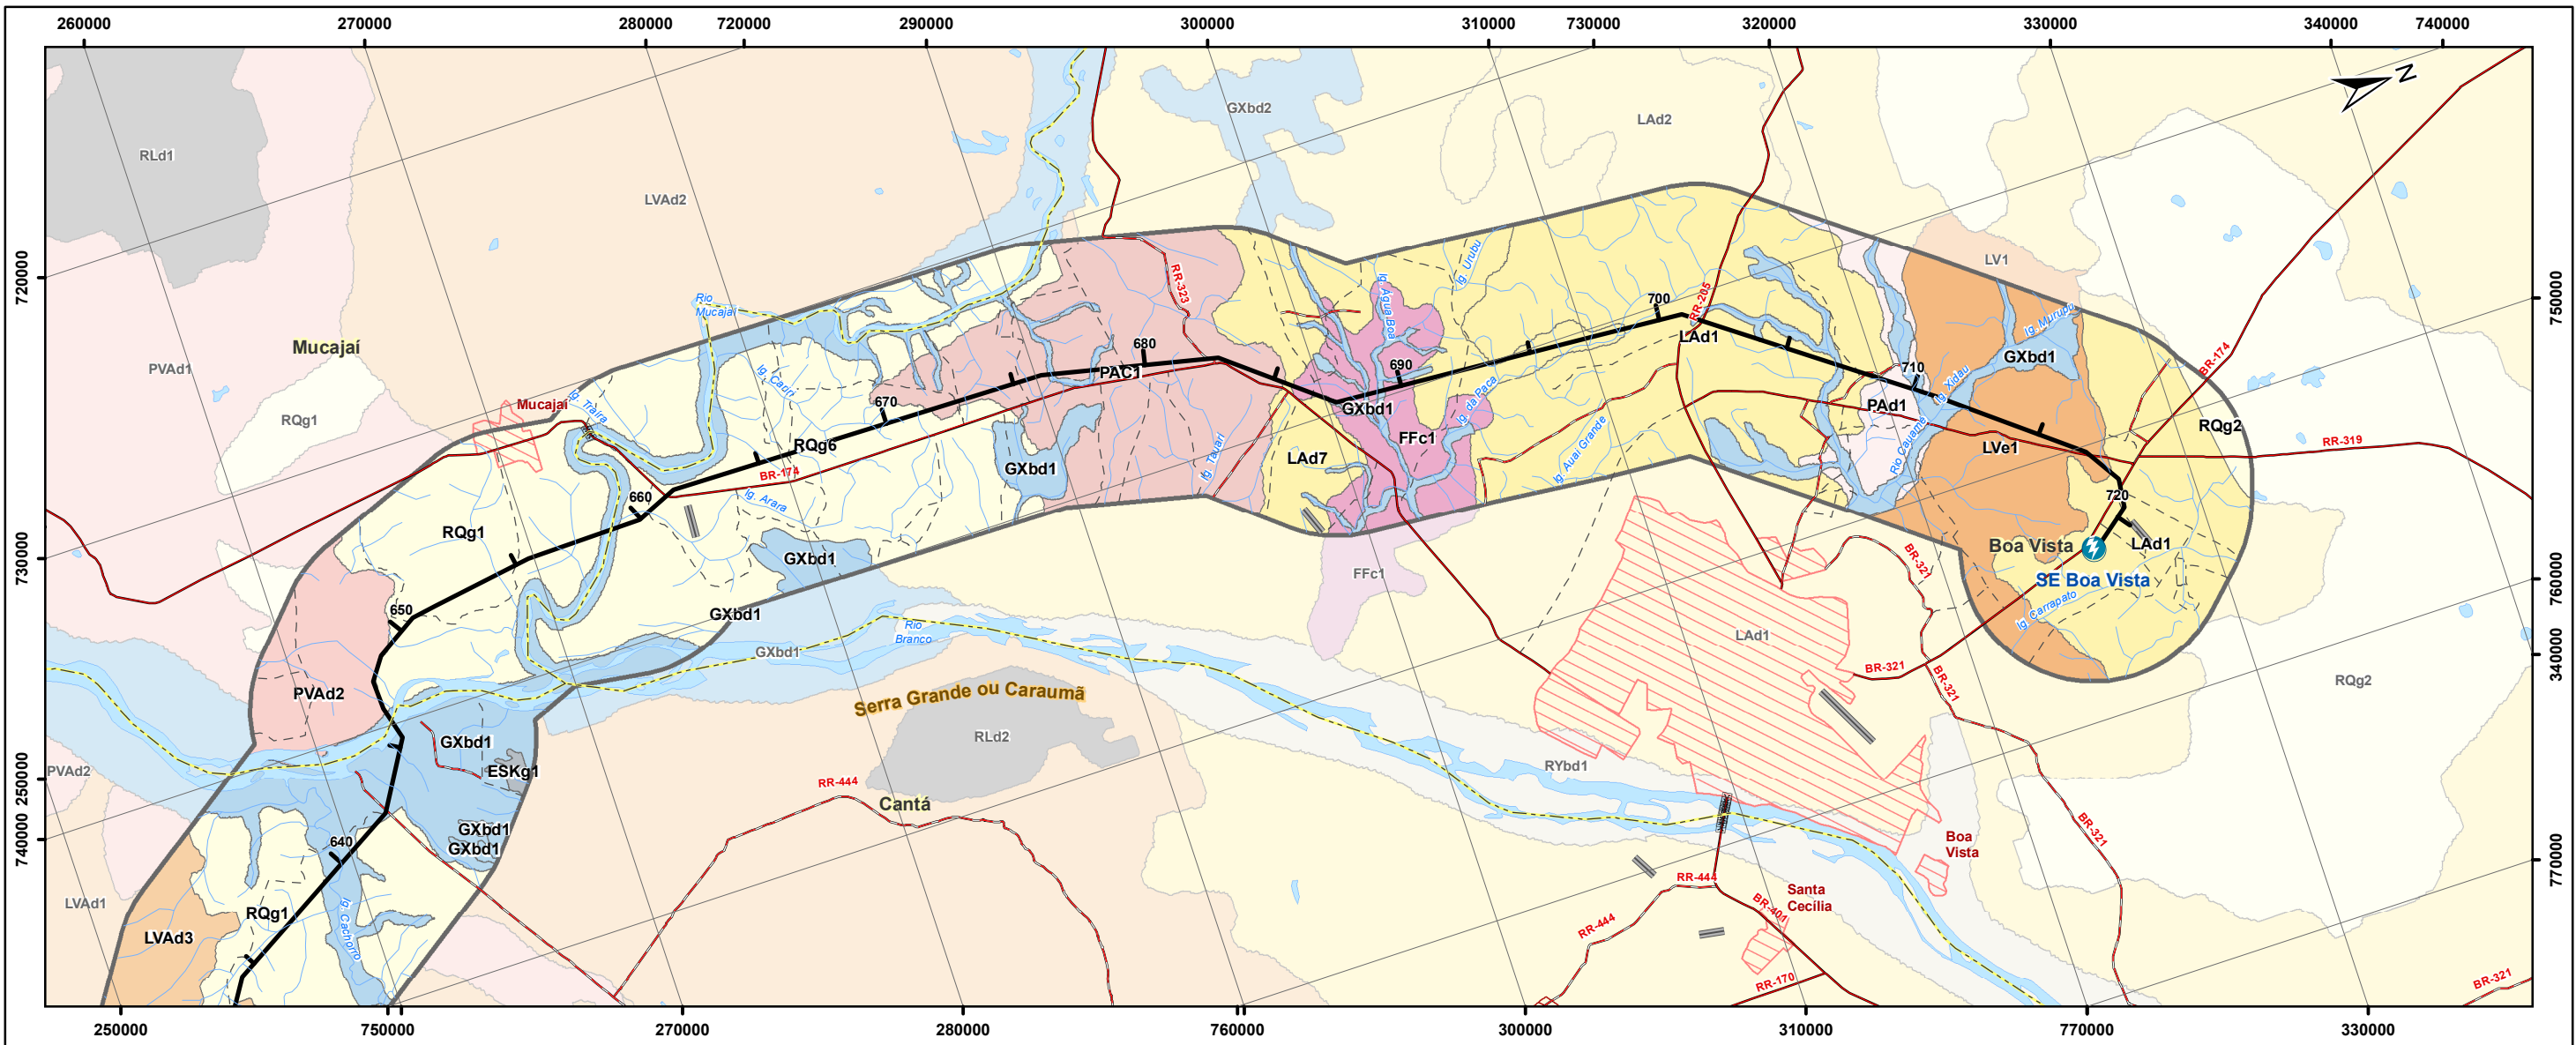 260000
270000
280000
720000
290000
300000
310000
730000
320000
330000
340000
740000
N
RLd1
LVAd2
GXbd2
LAd2
LV1
720000
730000
250000
740000
750000
760000
340000
770000
RR-323
Ig. Água Boa
Ig. Urubu
700
RR-205
LAd1
Rio
Mucajaí
Mucajaí
PVAd1
RQg1
Ig. Traíra
Mucajaí
Ig. Carin
670
RQg6
BR-174
680
PAC1
GXbd1
Ig. Tauari
690
GXbd1
FFc1
Ig. da Paca
LAd7
Ig. Auaí Grande
710
PAd1
Ig. Xidau
Rio Cauamé
Ig. Murupu
GXbd1
LVe1
BR-174
RQg2
RR-319
RQg1
660
Ig. Arara
GXbd1
720
Boa Vista
LAd1
SE Boa Vista
Ig. Carrapato
650
GXbd1
FFc1
BR-321
LAd1
BR-321
BR-321
RQg2
PVAd2
Rio
Branco
GXbd1
Serra Grande ou Caraumã
RLd2
PVAd2
GXbd1
ESKg1
RR-444
Cantá
RYbd1
BR-321
GXbd1
GXbd1
640
Boa
Vista
LVAd1
RQg1
LVAd3
Ig. Cachorro
RR-444
Santa
Cecília
BR-401
RR-444
RR-170
BR-321
250000
750000
270000
280000
760000
300000
310000
770000
330000